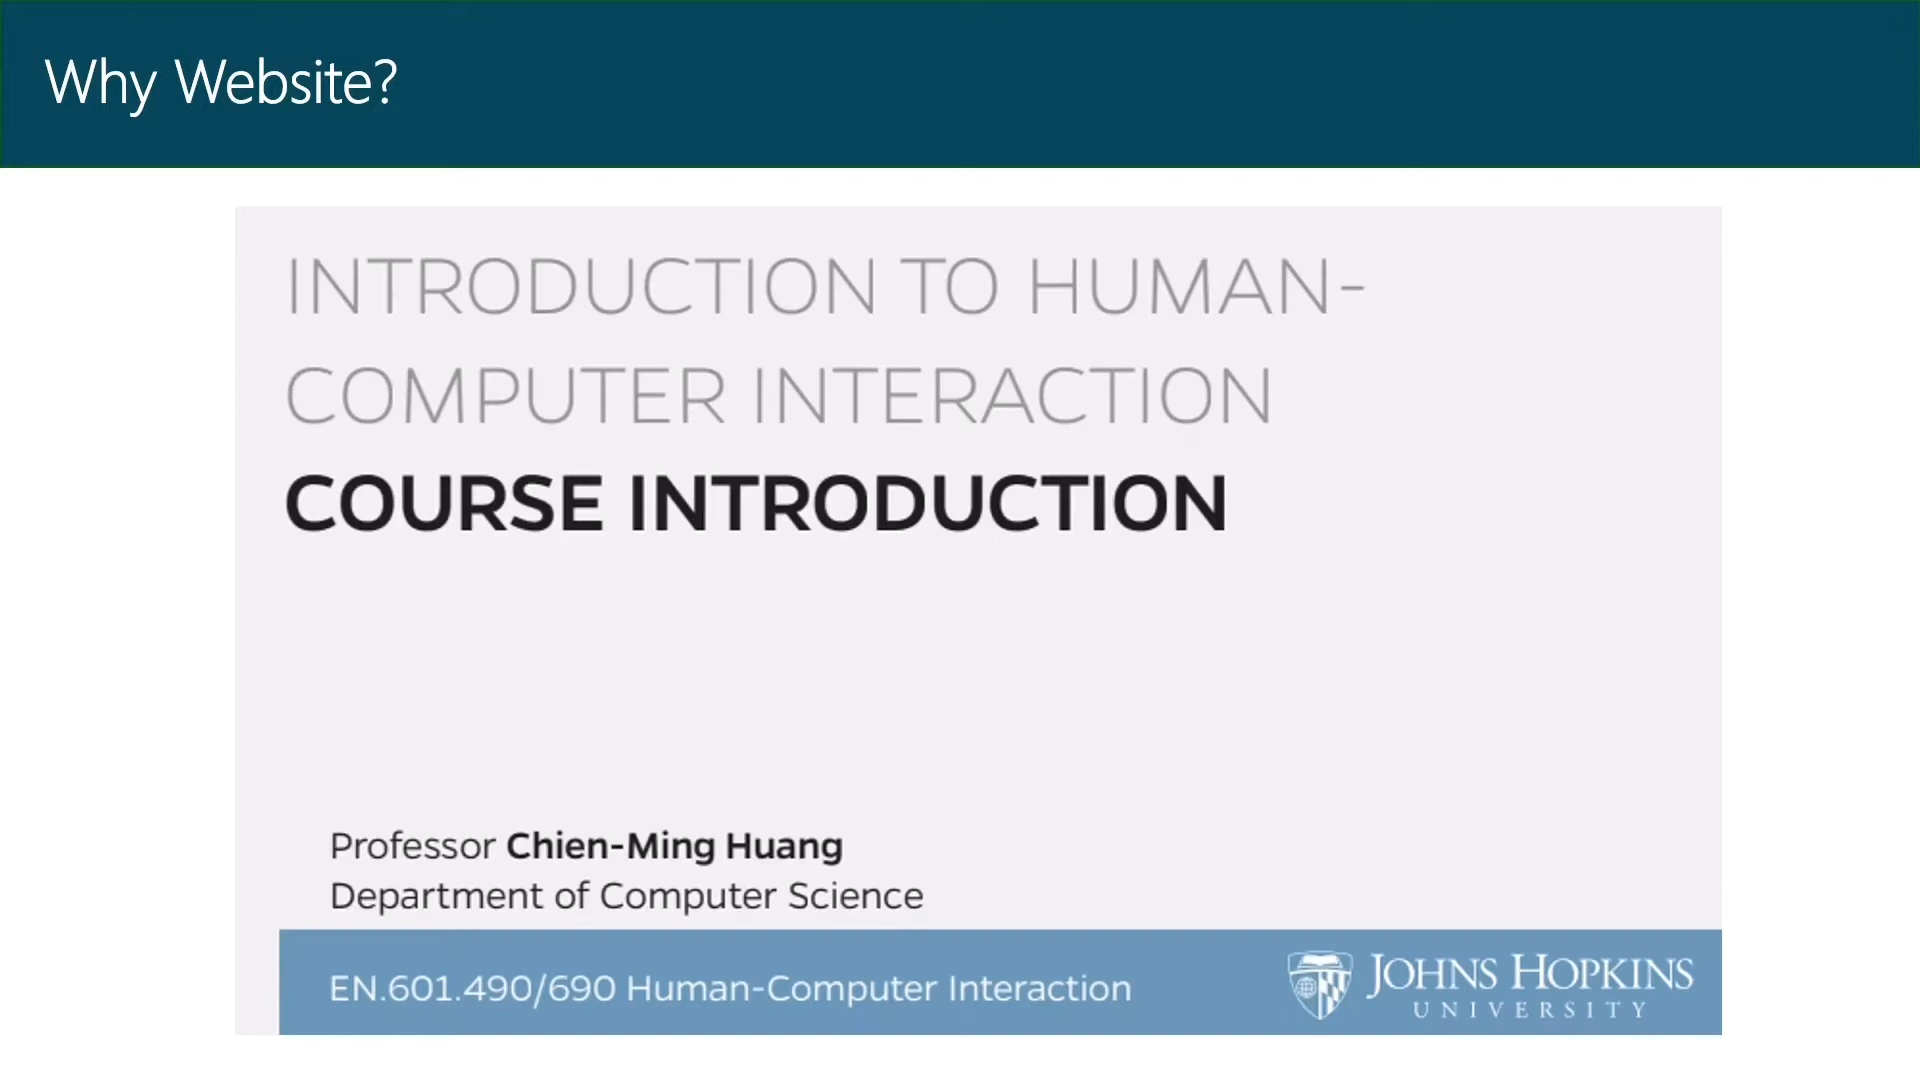 Why Website?
INTRODUCTION TO HUMAN-
COMPUTER INTERACTION
COURSE INTRODUCTION
Professor Chien-Ming Huang
Department of Computer Science
EN.601.490/690 Human-Computer Interaction
JOHNS HOPKINS
UNIVERSITY